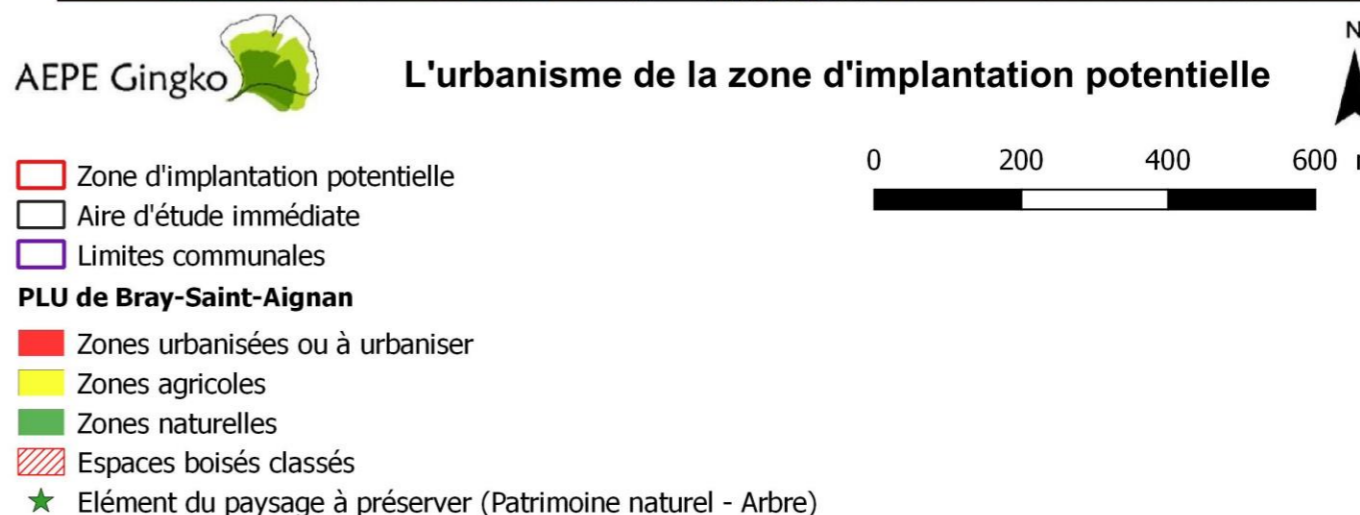 N
AEPE Gingko
L'urbanisme de la zone d'implantation potentielle
0 200 400 600
Zone d'implantation potentielle
Aire d'étude immédiate
Limites communales
PLU de Bray-Saint-Aignan
Zones urbanisées ou à urbaniser
Zones agricoles
Zones naturelles
Espaces boisés classés
Elément du paysage à préserver (Patrimoine naturel - Arbre)